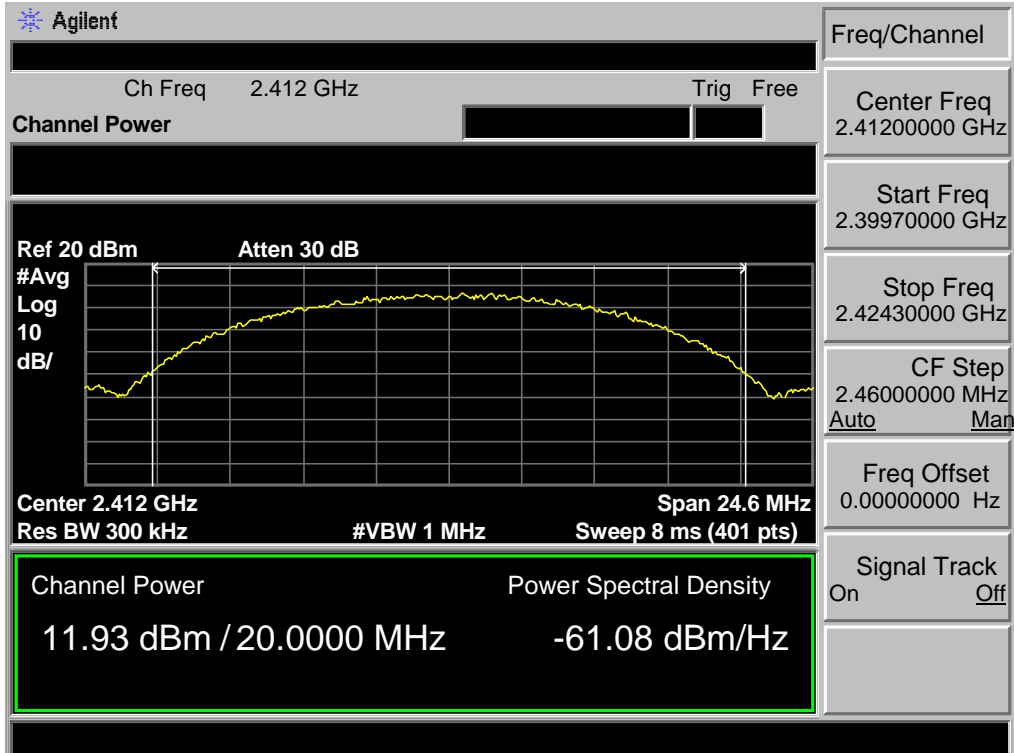 Agilent
Freq/Channel
Ch Freq 2.412 GHz Trig Free
Channel Power
Center Freq
2.41200000 GHz
Start Freq
2.39970000 GHz
Stop Freq
2.42430000 GHz
CF Step
2.46000000 MHz
Auto Man
Freq Offset
0.00000000 Hz
Signal Track
On Off
Ref 20 dBm Atten 30 dB
#Avg
Log
10
dB/
Center 2.412 GHz Span 24.6 MHz
Res BW 300 kHz #VBW 1 MHz Sweep 8 ms (401 pts)
Channel Power Power Spectral Density
11.93 dBm / 20.0000 MHz -61.08 dBm/Hz